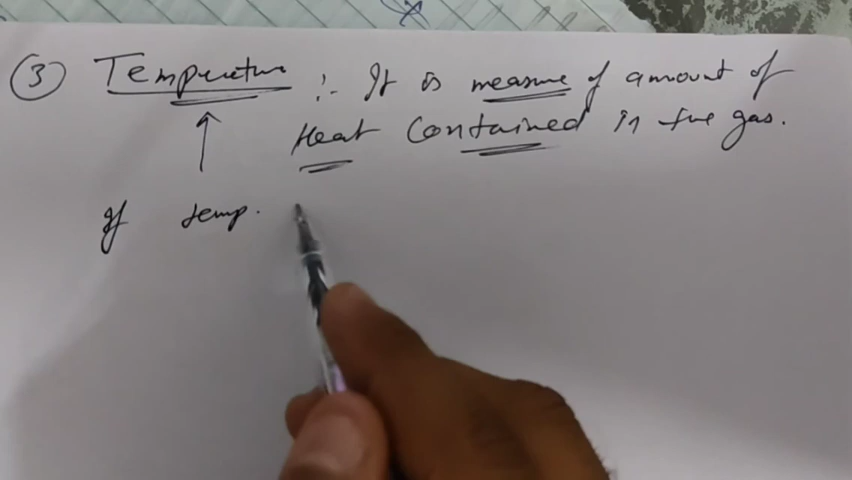 ③ Temperature :- It is measure of amount of
Heat Contained in the gas.
If temp.